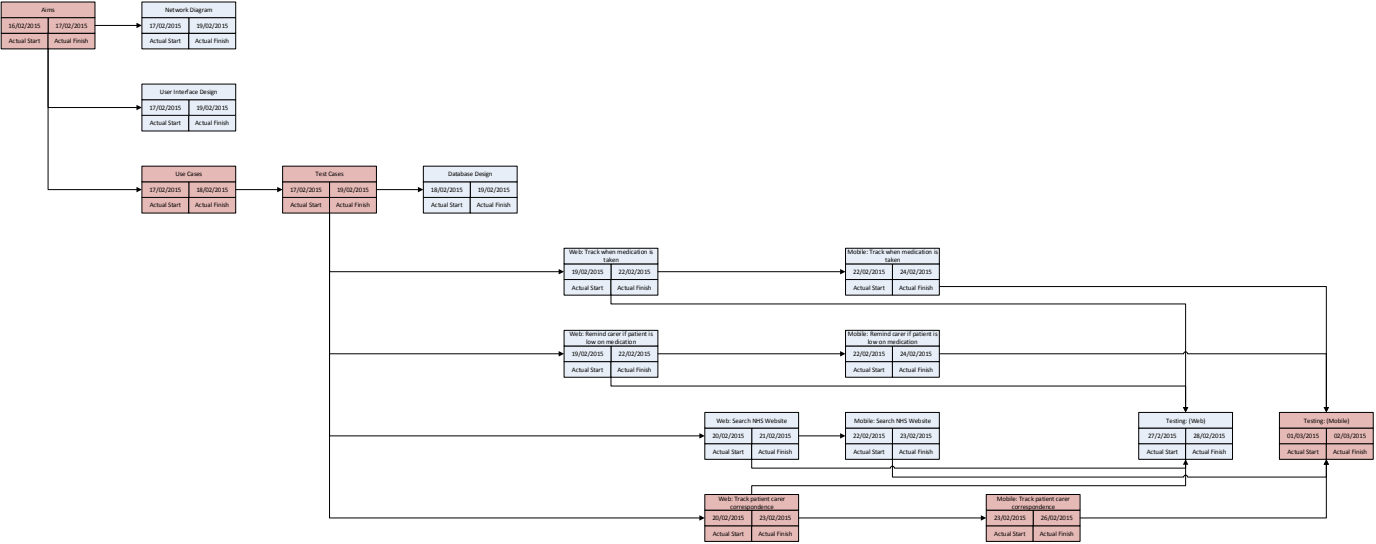 Aims
16/02/2015 17/02/2015
Actual Start Actual Finish
Network Diagram
17/02/2015 19/02/2015
Actual Start Actual Finish
User Interface Design
17/02/2015 19/02/2015
Actual Start Actual Finish
Use Cases
17/02/2015 18/02/2015
Actual Start Actual Finish
Test Cases
17/02/2015 19/02/2015
Actual Start Actual Finish
Database Design
18/02/2015 19/02/2015
Actual Start Actual Finish
Web: Track when medication is
taken
19/02/2015 22/02/2015
Actual Start Actual Finish
Mobile: Track when medication is
taken
22/02/2015 24/02/2015
Actual Start Actual Finish
Web: Remind carer if patient is
low on medication
19/02/2015 22/02/2015
Actual Start Actual Finish
Mobile: Remind carer if patient is
low on medication
22/02/2015 24/02/2015
Actual Start Actual Finish
Web: Search NHS Website
20/02/2015 21/02/2015
Actual Start Actual Finish
Mobile: Search NHS Website
22/02/2015 23/02/2015
Actual Start Actual Finish
Testing: (Web)
27/2/2015 28/02/2015
Actual Start Actual Finish
Testing: (Mobile)
01/03/2015 02/03/2015
Actual Start Actual Finish
Web: Track patient carer
correspondence
20/02/2015 23/02/2015
Actual Start Actual Finish
Mobile: Track patient carer
correspondence
23/02/2015 26/02/2015
Actual Start Actual Finish